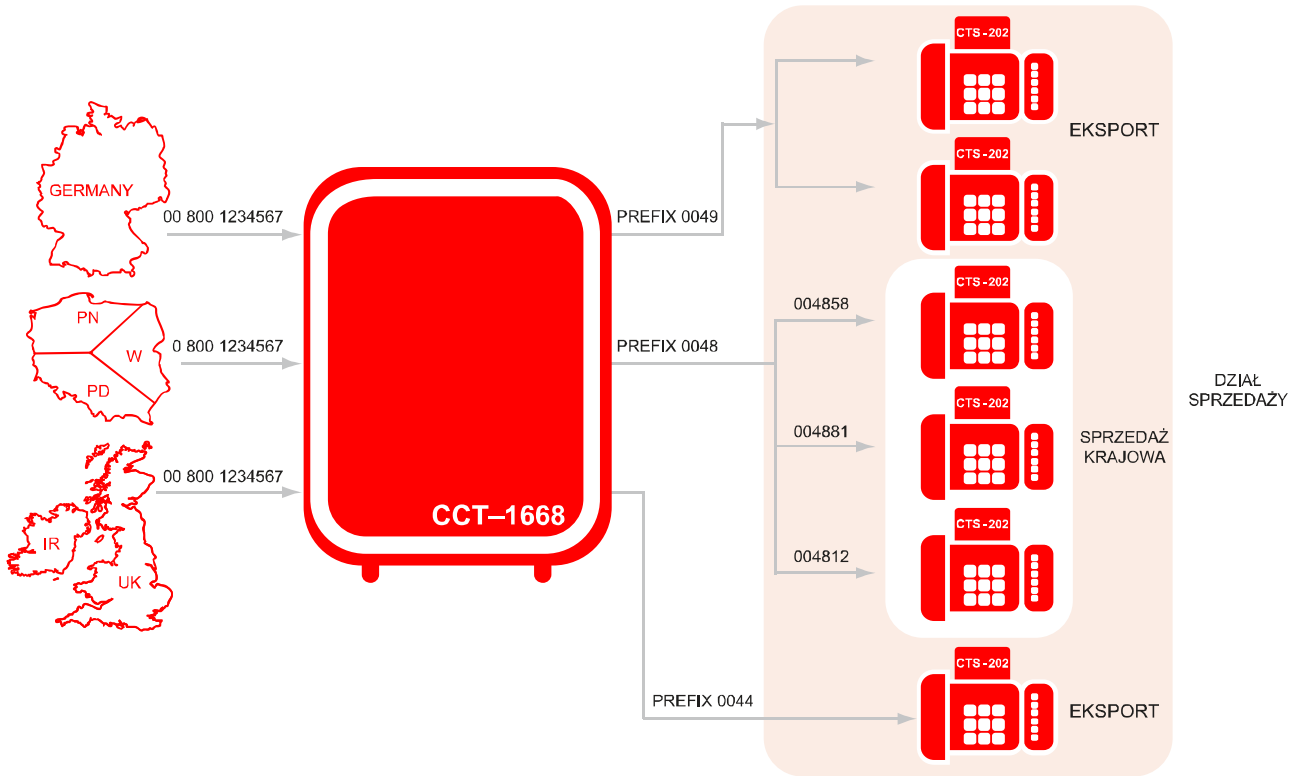 GERMANY
00 800 1234567
PN
W
PD
0 800 1234567
IR
UK
00 800 1234567
CCT–1668
PREFIX 0049
PREFIX 0048
PREFIX 0044
004858
004881
004812
CTS-202
CTS-202
EKSPORT
CTS-202
CTS-202
CTS-202
SPRZEDAŻ
KRAJOWA
CTS-202
EKSPORT
DZIAŁ
SPRZEDAŻY